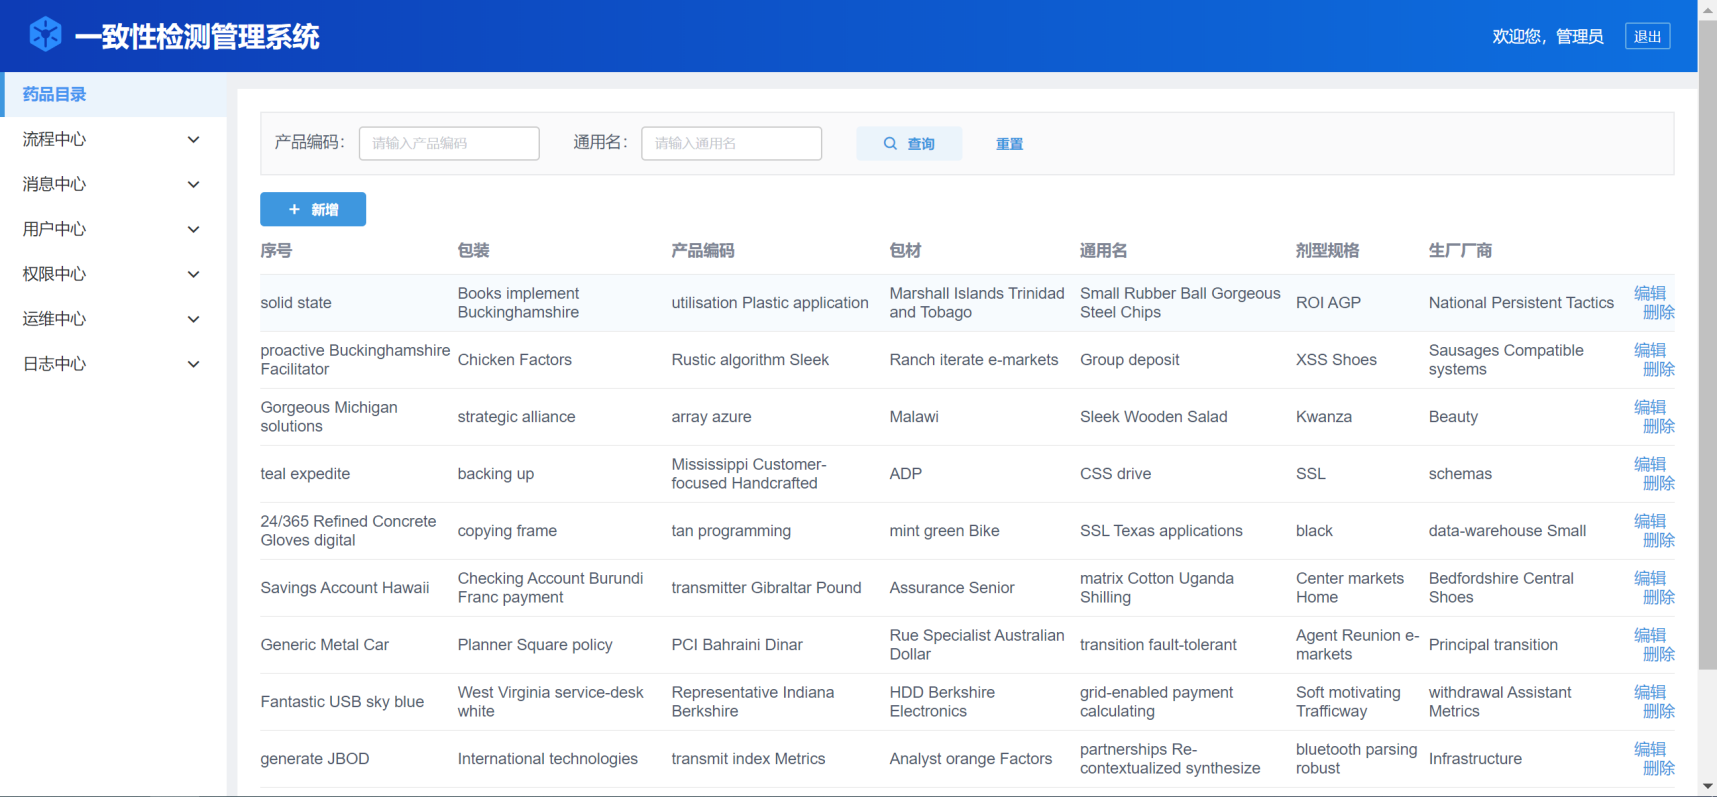 一致性检测管理系统
欢迎您，管理员 退出
药品目录
流程中心
消息中心
用户中心
权限中心
运维中心
日志中心
产品编码： 请输入产品编码 通用名： 请输入通用名 查询 重置
+ 新增
序号 包装 产品编码 包材 通用名 剂型规格 生厂厂商
solid state Books implement Buckinghamshire utilisation Plastic application Marshall Islands Trinidad and Tobago Small Rubber Ball Gorgeous Steel Chips ROI AGP National Persistent Tactics 编辑 删除
proactive Buckinghamshire Facilitator Chicken Factors Rustic algorithm Sleek Ranch iterate e-markets Group deposit XSS Shoes Sausages Compatible systems 编辑 删除
Gorgeous Michigan solutions strategic alliance array azure Malawi Sleek Wooden Salad Kwanza Beauty 编辑 删除
teal expedite backing up Mississippi Customer-focused Handcrafted ADP CSS drive SSL schemas 编辑 删除
24/365 Refined Concrete Gloves digital copying frame tan programming mint green Bike SSL Texas applications black data-warehouse Small 编辑 删除
Savings Account Hawaii Checking Account Burundi Franc payment transmitter Gibraltar Pound Assurance Senior matrix Cotton Uganda Shilling Center markets Home Bedfordshire Central Shoes 编辑 删除
Generic Metal Car Planner Square policy PCI Bahraini Dinar Rue Specialist Australian Dollar transition fault-tolerant Agent Reunion e-markets Principal transition 编辑 删除
Fantastic USB sky blue West Virginia service-desk white Representative Indiana Berkshire HDD Berkshire Electronics grid-enabled payment calculating Soft motivating Trafficway withdrawal Assistant Metrics 编辑 删除
generate JBOD International technologies transmit index Metrics Analyst orange Factors partnerships Re-contextualized synthesize bluetooth parsing robust Infrastructure 编辑 删除